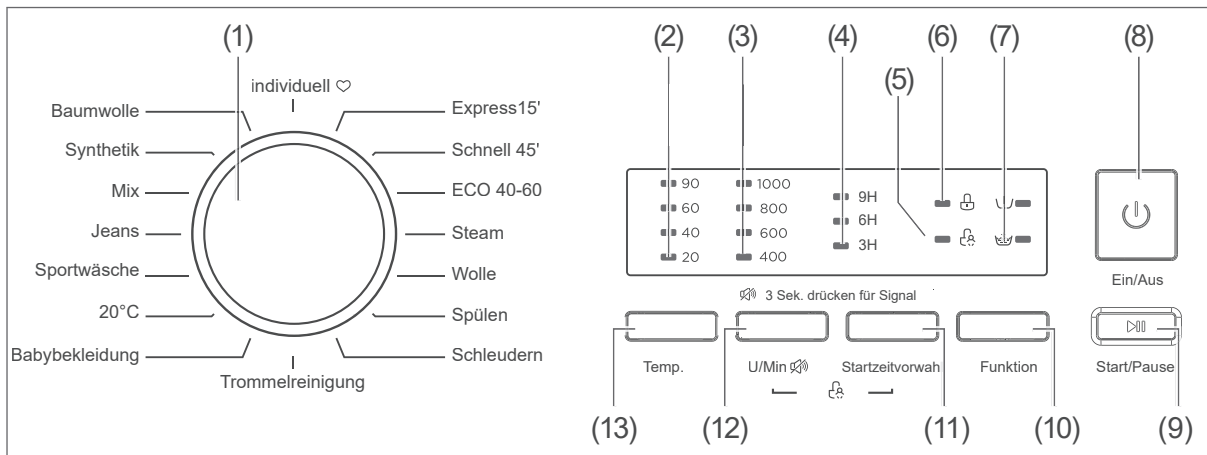 (1)
individuell ♡
Baumwolle
Synthetik
Mix
Jeans
Sportwäsche
20°C
Babybekleidung
Trommelreinigung
Express15'
Schnell 45'
ECO 40-60
Steam
Wolle
Spülen
Schleudern
(2) (3) (4) (5) (6) (7) (8)
90 1000
60 800
40 600
20 400
9H
6H
3H
3 Sek. drücken für Signal
Ein/Aus
Temp. U/Min Startzeitvorwah Funktion Start/Pause
(13) (12) (11) (10) (9)